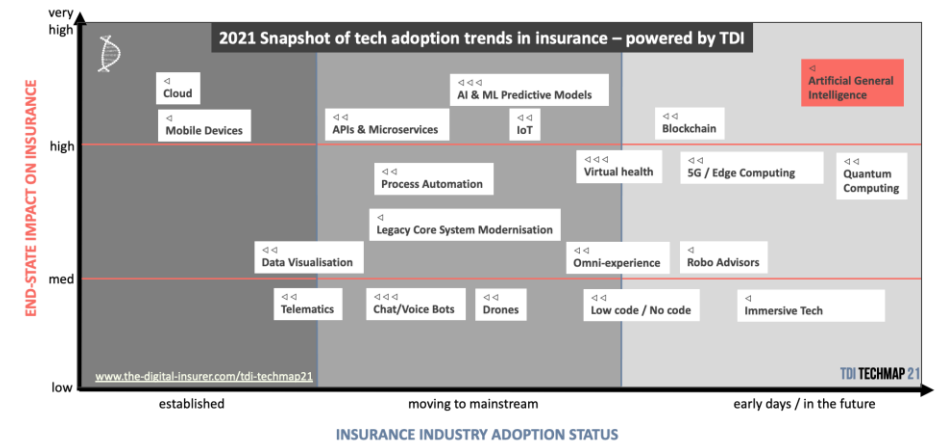 very
high
2021 Snapshot of tech adoption trends in insurance – powered by TDI
Cloud
Mobile Devices
APIs & Microservices
AI & ML Predictive Models
IoT
Blockchain
Artificial General
Intelligence
high
Process Automation
Virtual health
5G / Edge Computing
Quantum
Computing
Legacy Core System Modernisation
Data Visualisation
Omni-experience
Robo Advisors
med
Telematics
Chat/Voice Bots
Drones
Low code / No code
Immersive Tech
www.the-digital-insurer.com/tdi-techmap21
TDI TECHMAP 21
low
established
moving to mainstream
early days / in the future
END-STATE IMPACT ON INSURANCE
INSURANCE INDUSTRY ADOPTION STATUS